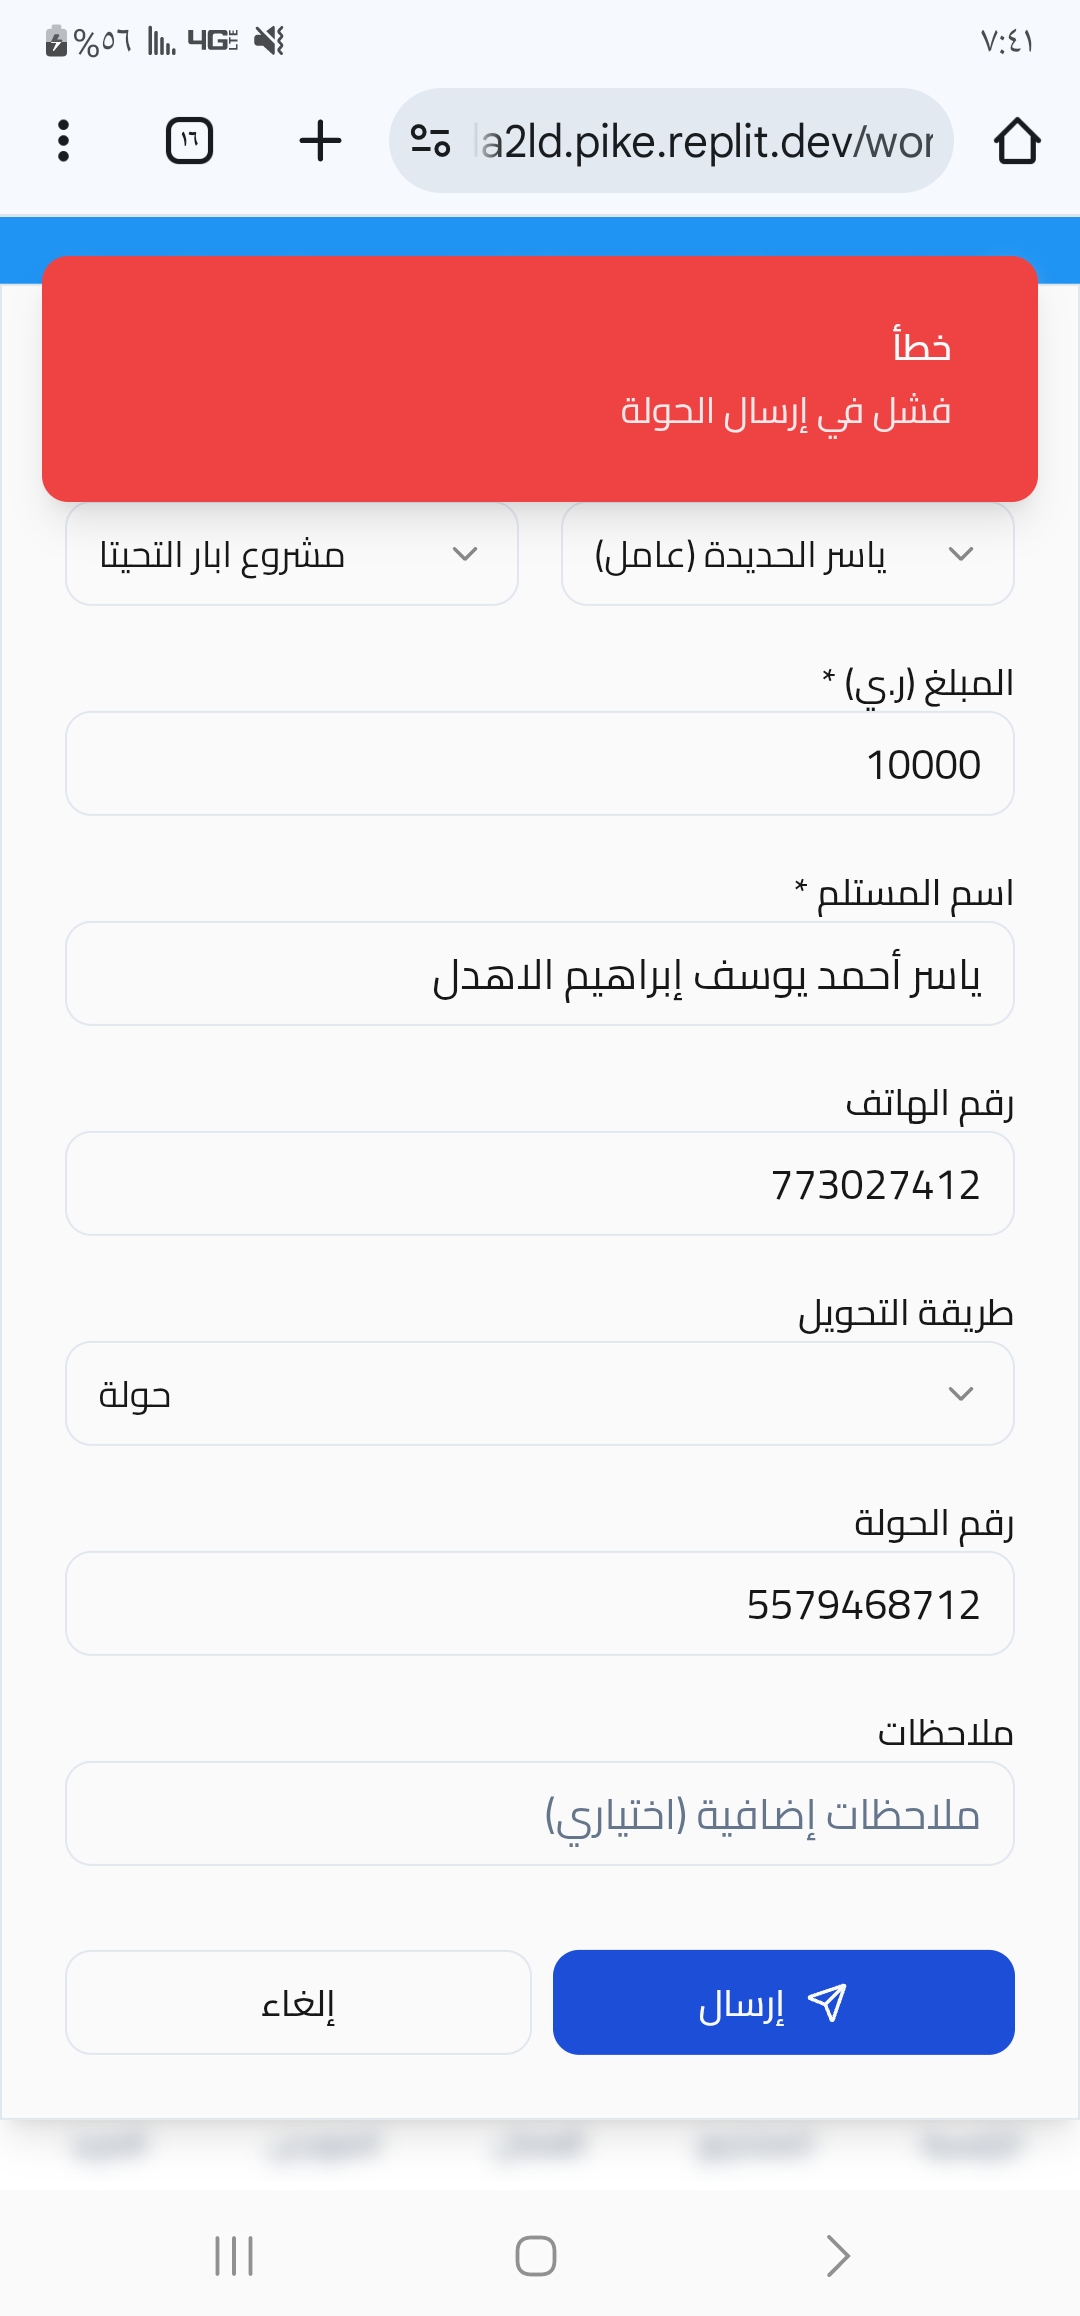 %٥٦ 4G LTE ٧:٤١
١٦ a2ld.pike.replit.dev/wor
خطأ
فشل في إرسال الحولة
ياسر الحديدة (عامل)
مشروع ابار التحيتا
المبلغ (ر.ي) *
10000
اسم المستلم *
ياسر أحمد يوسف إبراهيم الاهدل
رقم الهاتف
773027412
طريقة التحويل
حولة
رقم الحولة
5579468712
ملاحظات
ملاحظات إضافية (اختياري)
إرسال
إلغاء